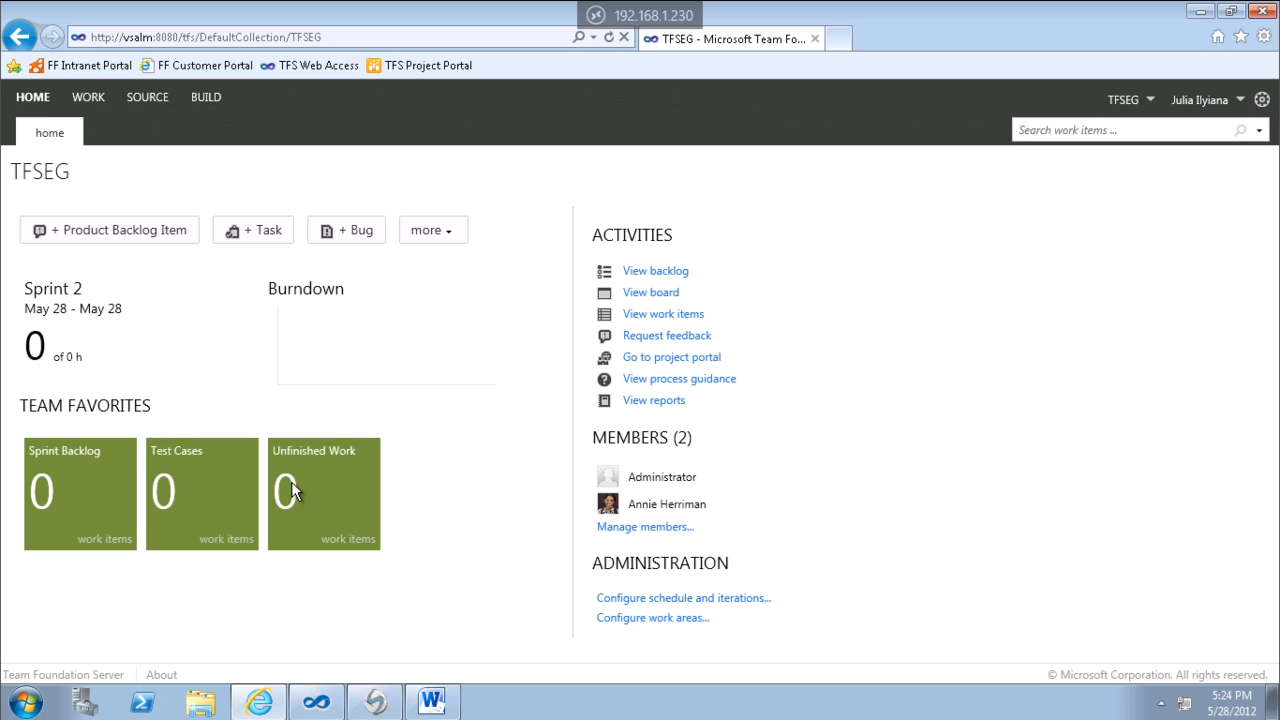 192.168.1.230
http://vsalm:8080/tfs/DefaultCollection/TFSEG
TFSEG - Microsoft Team Fo...
FF Intranet Portal
FF Customer Portal
TFS Web Access
TFS Project Portal
HOME
WORK
SOURCE
BUILD
TFSEG
Julia Ilyiana
home
Search work items ...
TFSEG
+ Product Backlog Item
+ Task
+ Bug
more
Sprint 2
May 28 - May 28
0 of 0 h
Burndown
TEAM FAVORITES
Sprint Backlog
0
work items
Test Cases
0
work items
Unfinished Work
0
work items
ACTIVITIES
View backlog
View board
View work items
Request feedback
Go to project portal
View process guidance
View reports
MEMBERS (2)
Administrator
Annie Herriman
Manage members...
ADMINISTRATION
Configure schedule and iterations...
Configure work areas...
Team Foundation Server
About
© Microsoft Corporation. All rights reserved.
5:24 PM
5/28/2012